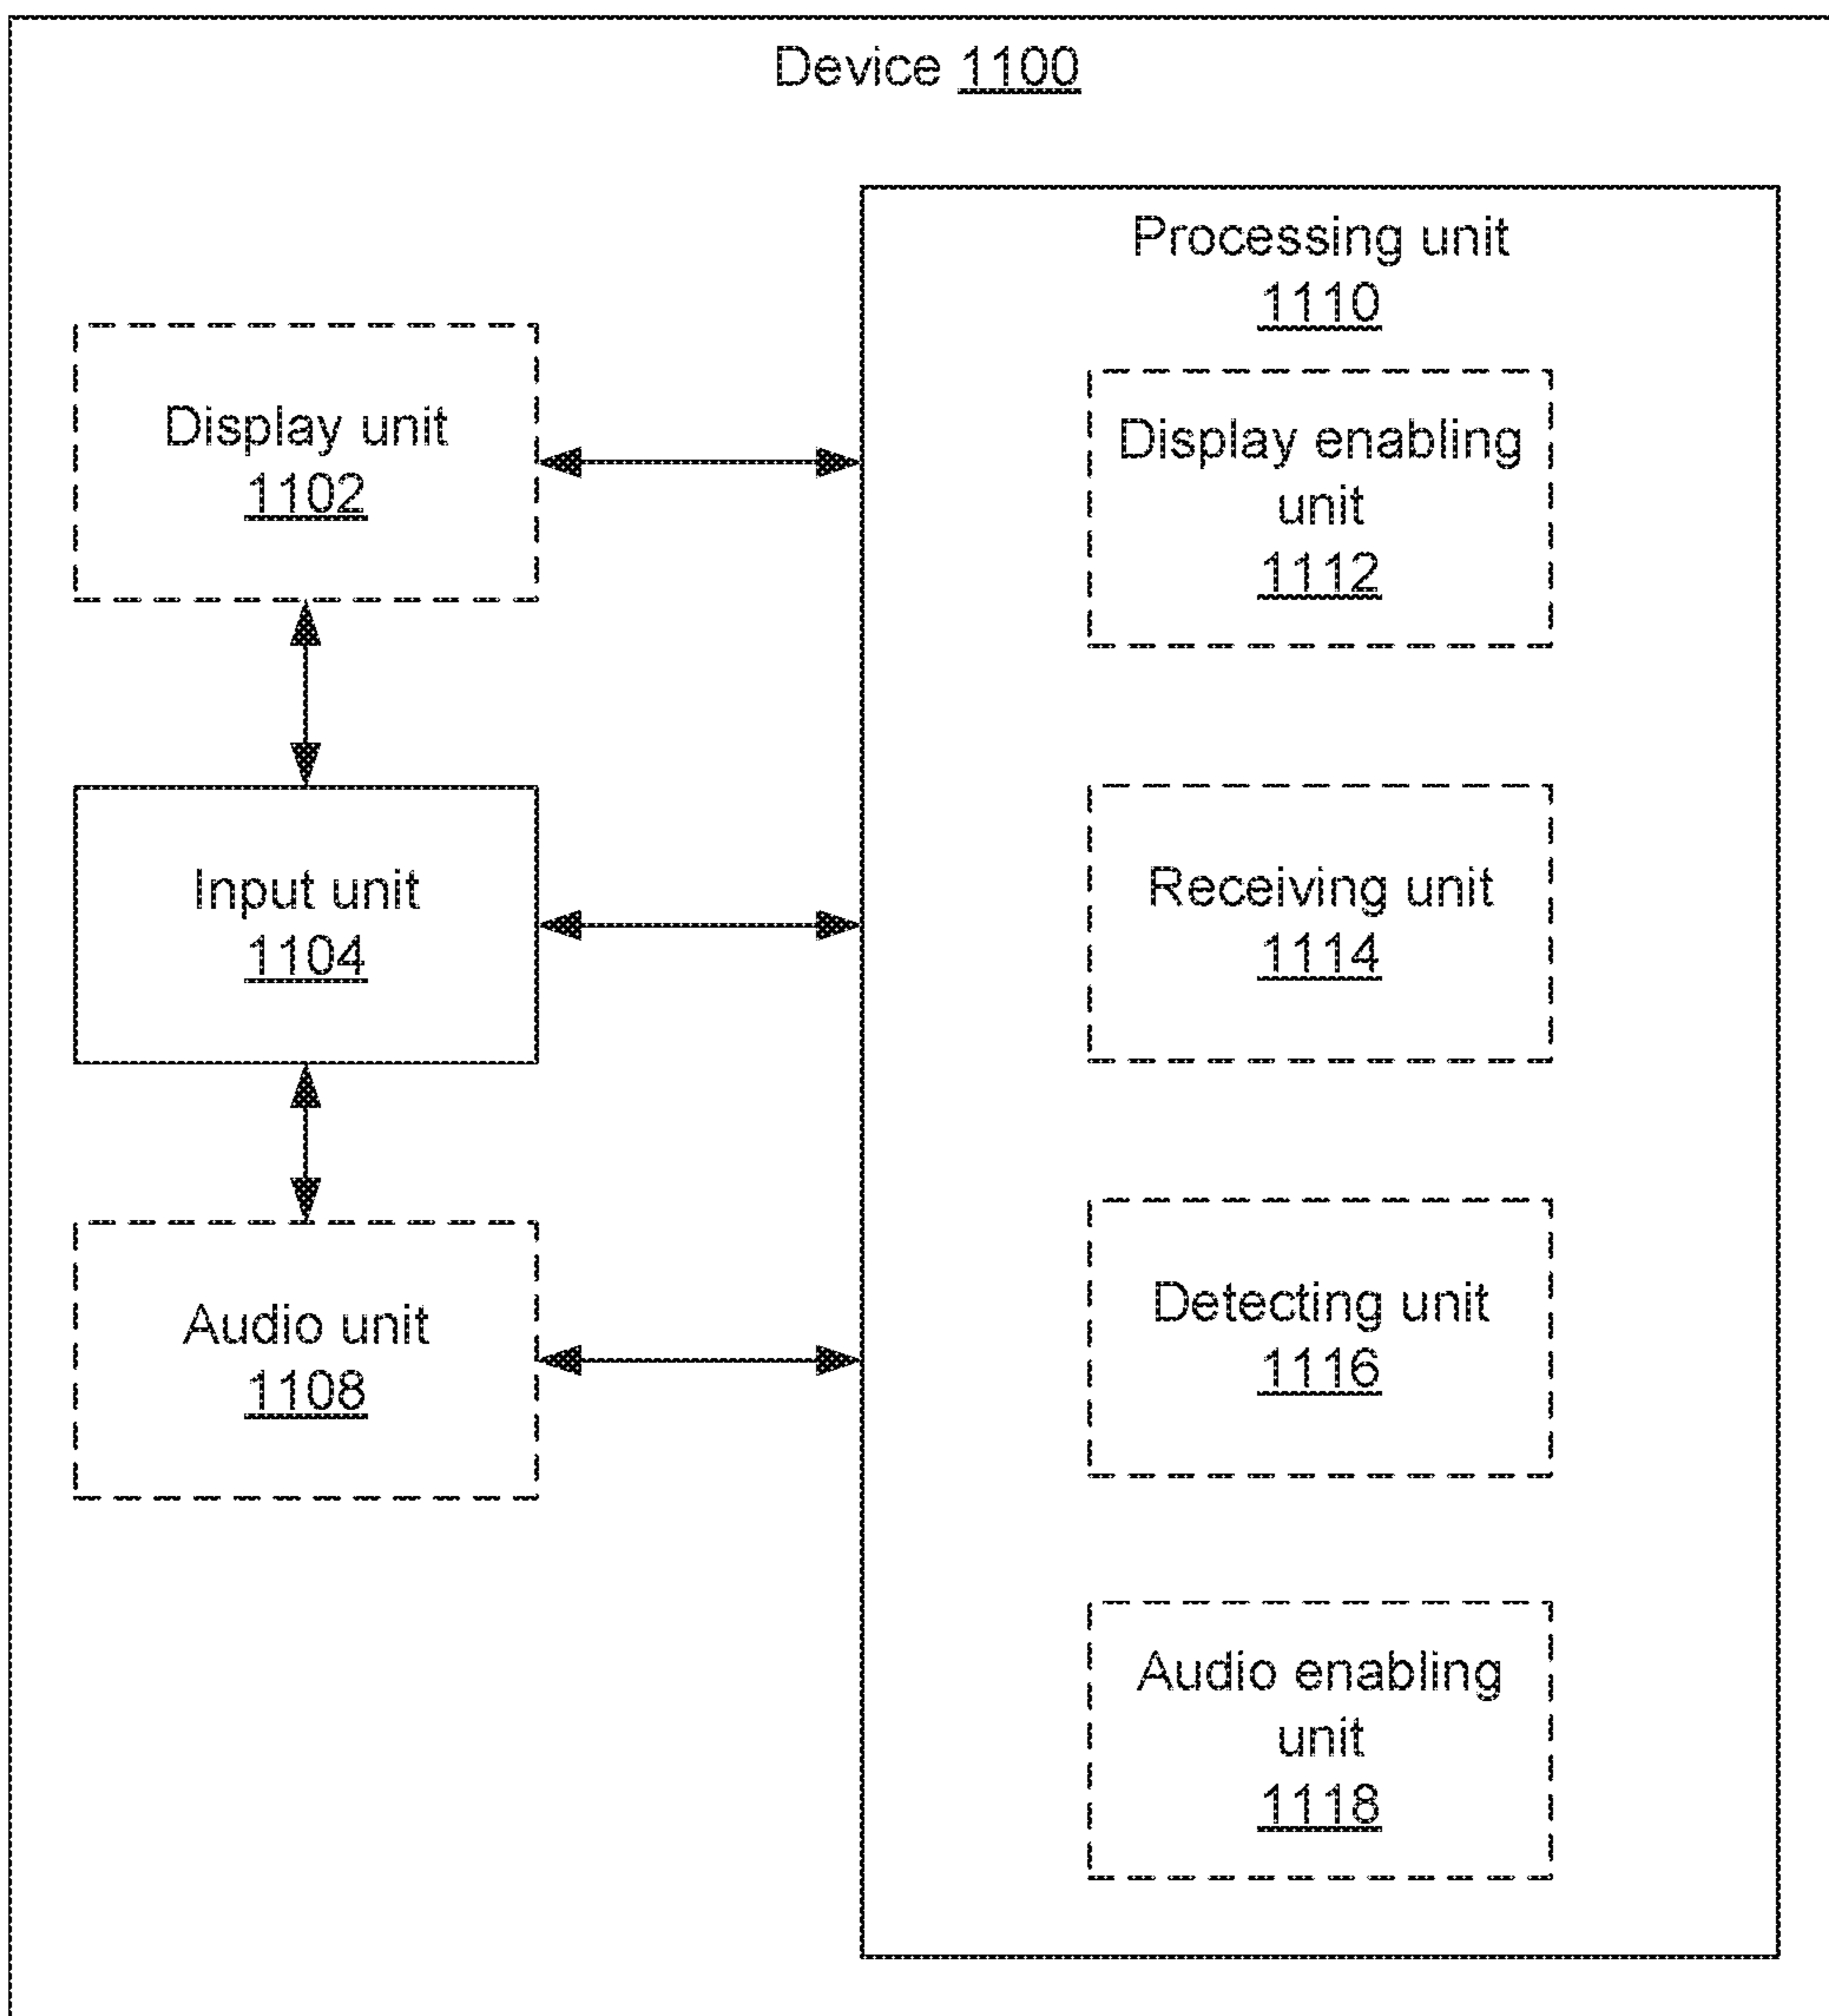 Device 1100
Processing unit
1110
Display unit
1102
Display enabling
unit
1112
Input unit
1104
Receiving unit
1114
Audio unit
1108
Detecting unit
1116
Audio enabling
unit
1118